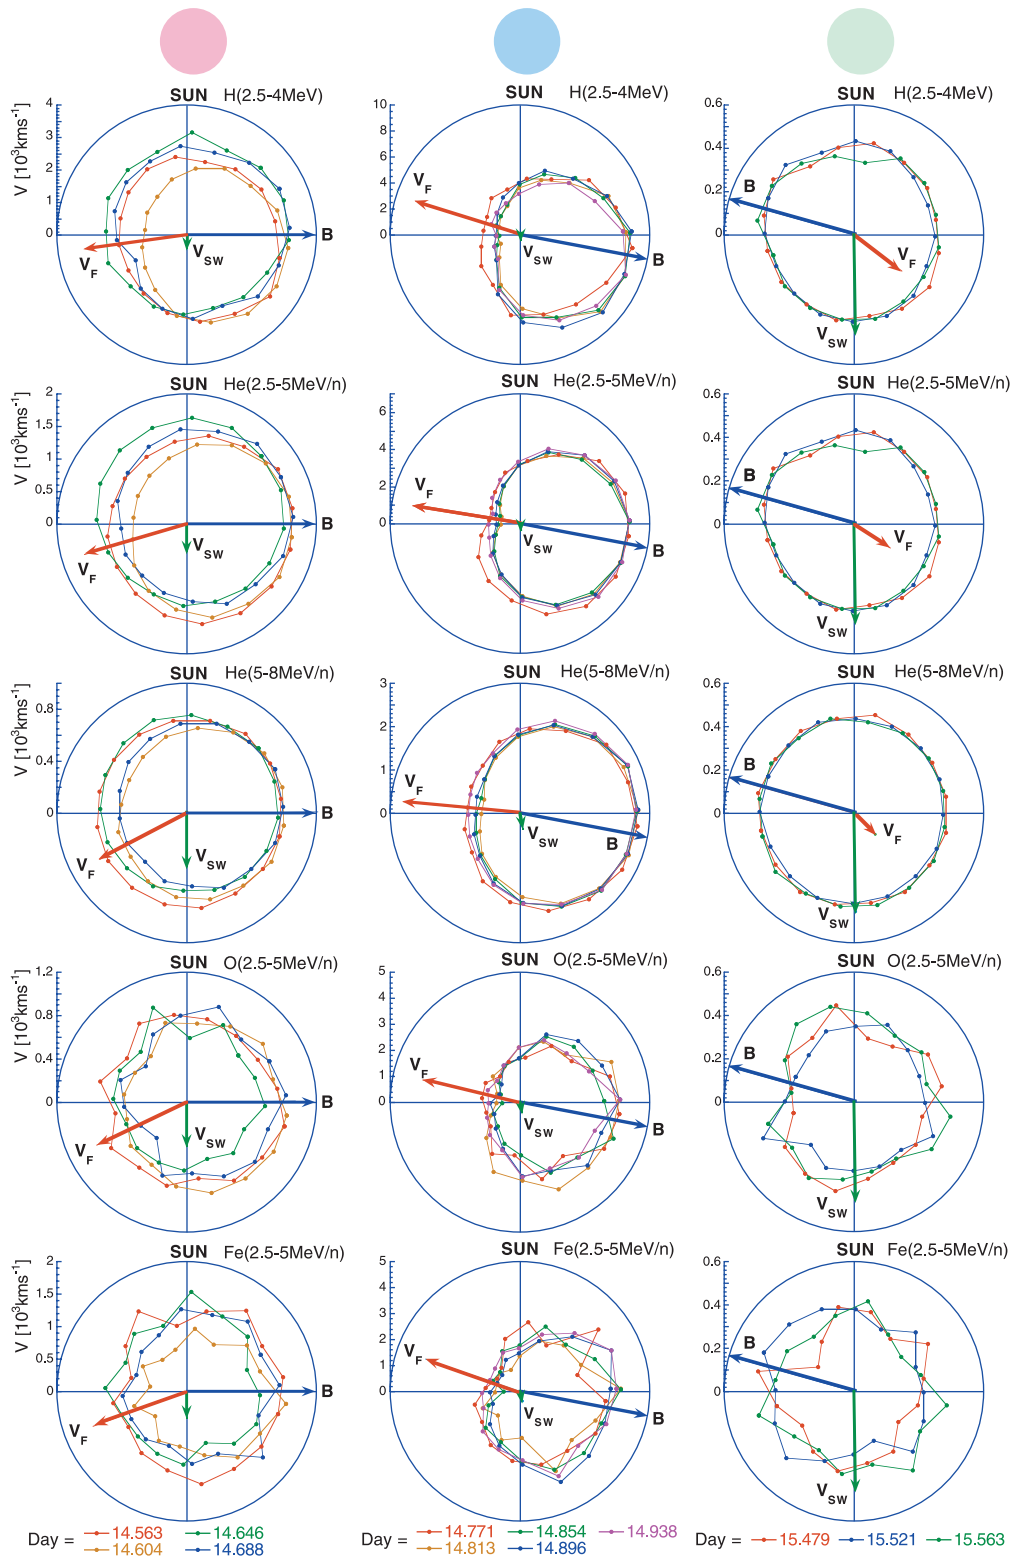 SUN H(2.5-4MeV)
4
3
2
1
0
V [10³kms⁻¹]
V_F
V_SW
B
SUN H(2.5-4MeV)
10
8
6
4
2
0
V_F
V_SW
B
SUN H(2.5-4MeV)
0.6
0.4
0.2
0
B
V_F
V_SW
SUN He(2.5-5MeV/n)
2
1.5
1
0.5
0
V [10³kms⁻¹]
V_F
V_SW
B
SUN He(2.5-5MeV/n)
7
6
4
2
0
V_F
V_SW
B
SUN He(2.5-5MeV/n)
0.6
0.4
0.2
0
B
V_F
V_SW
SUN He(5-8MeV/n)
0.8
0.4
0
V [10³kms⁻¹]
V_F
V_SW
B
SUN He(5-8MeV/n)
3
2
1
0
V_F
V_SW
B
SUN He(5-8MeV/n)
0.6
0.4
0.2
0
B
V_F
V_SW
SUN O(2.5-5MeV/n)
1.2
0.8
0.4
0
V [10³kms⁻¹]
V_F
V_SW
B
SUN O(2.5-5MeV/n)
5
4
3
2
1
0
V_F
V_SW
B
SUN O(2.5-5MeV/n)
0.6
0.4
0.2
0
B
V_SW
SUN Fe(2.5-5MeV/n)
2
1.5
1
0.5
0
V [10³kms⁻¹]
V_F
B
SUN Fe(2.5-5MeV/n)
5
4
3
2
1
0
V_F
V_SW
B
SUN Fe(2.5-5MeV/n)
0.6
0.4
0.2
0
B
V_SW
Day = 14.563 14.646
14.604 14.688
Day = 14.771 14.854 14.938
14.813 14.896
Day = 15.479 15.521 15.563